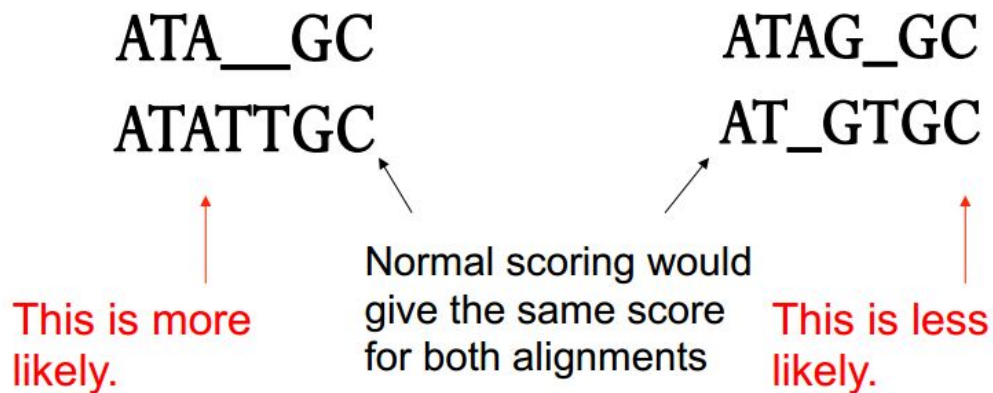 ATA__GC
ATATTGC
ATAG_GC
AT_GTGC
Normal scoring would
give the same score
for both alignments
This is more
likely.
This is less
likely.